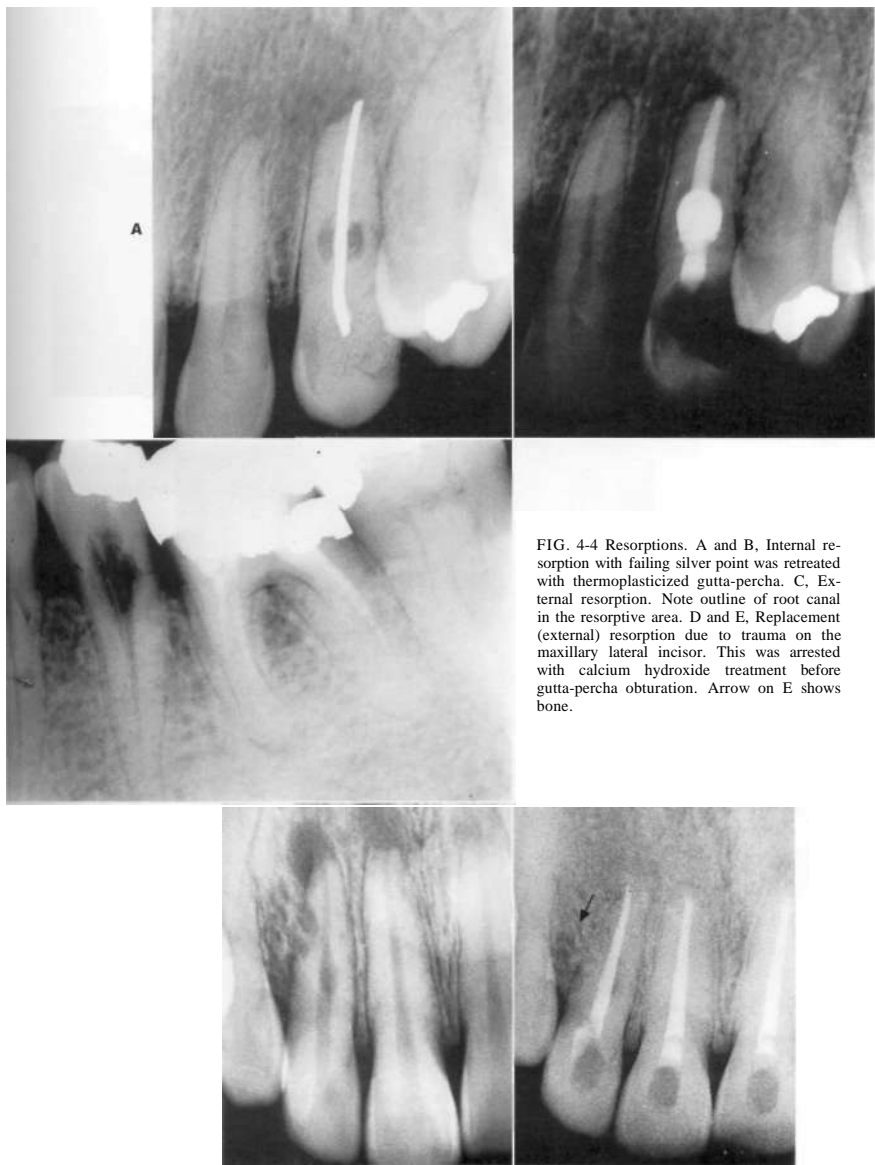 A
FIG. 4-4 Resorptions. A and B, Internal re-
sorption with failing silver point was retreated
with thermoplasticized gutta-percha. C, Ex-
ternal resorption. Note outline of root canal
in the resorptive area. D and E, Replacement
(external) resorption due to trauma on the
maxillary lateral incisor. This was arrested
with calcium hydroxide treatment before
gutta-percha obturation. Arrow on E shows
bone.